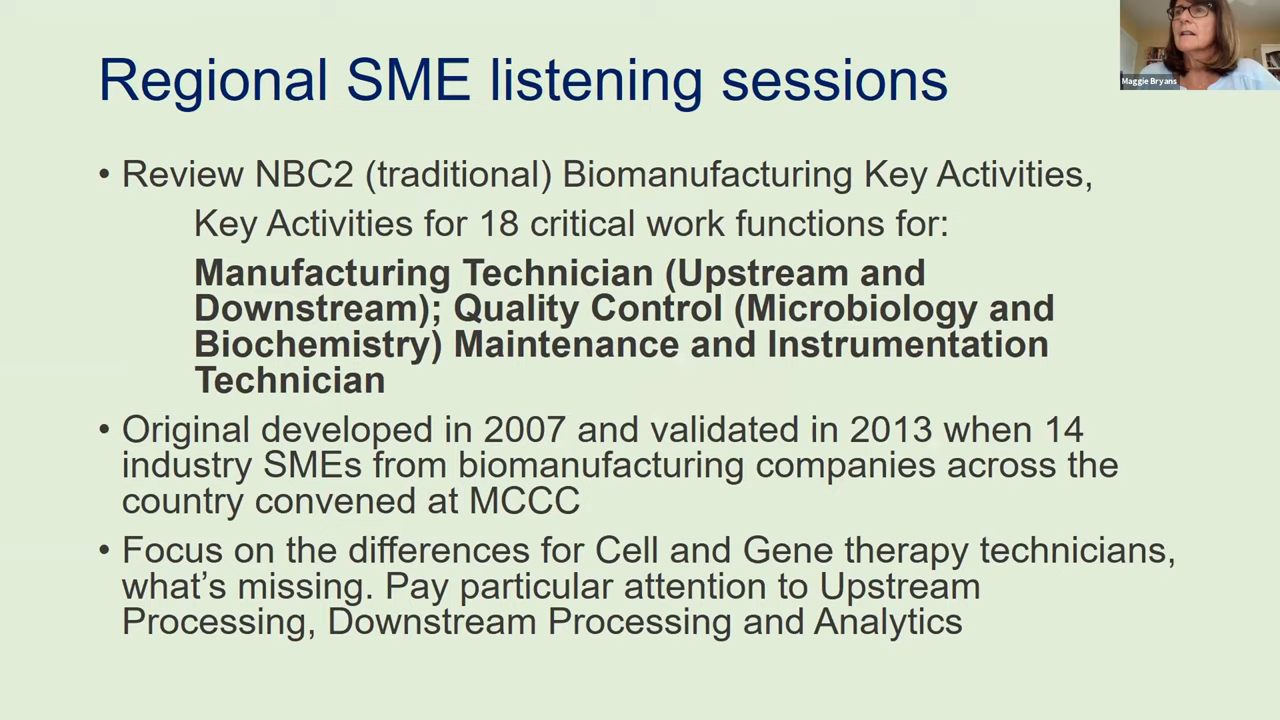 Regional SME listening sessions
Maggie Bryans
• Review NBC2 (traditional) Biomanufacturing Key Activities,
Key Activities for 18 critical work functions for:
Manufacturing Technician (Upstream and
Downstream); Quality Control (Microbiology and
Biochemistry) Maintenance and Instrumentation
Technician
• Original developed in 2007 and validated in 2013 when 14
industry SMEs from biomanufacturing companies across the
country convened at MCCC
• Focus on the differences for Cell and Gene therapy technicians,
what’s missing. Pay particular attention to Upstream
Processing, Downstream Processing and Analytics